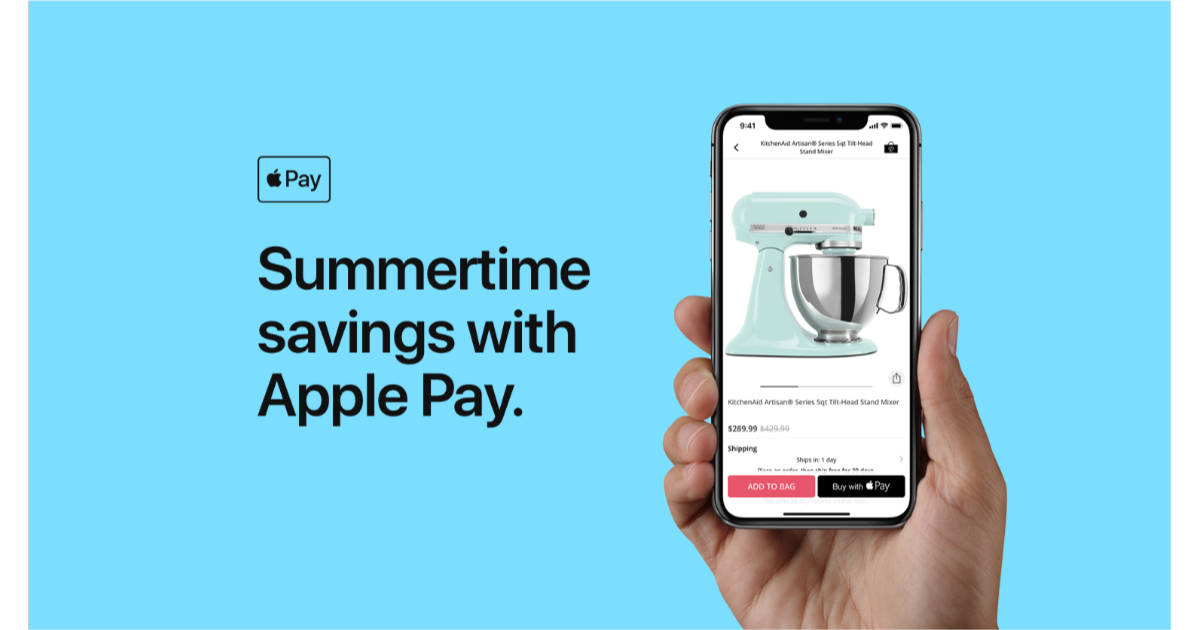 Pay
Summertime
savings with
Apple Pay.
9:41
KitchenAid Artisan® Series 5qt Tilt-Head
Stand Mixer
KitchenAid Artisan® Series 5qt Tilt-Head Stand Mixer
$289.99 $429.99
Shipping
Ships in: 1 day
ADD TO BAG
Buy with Pay